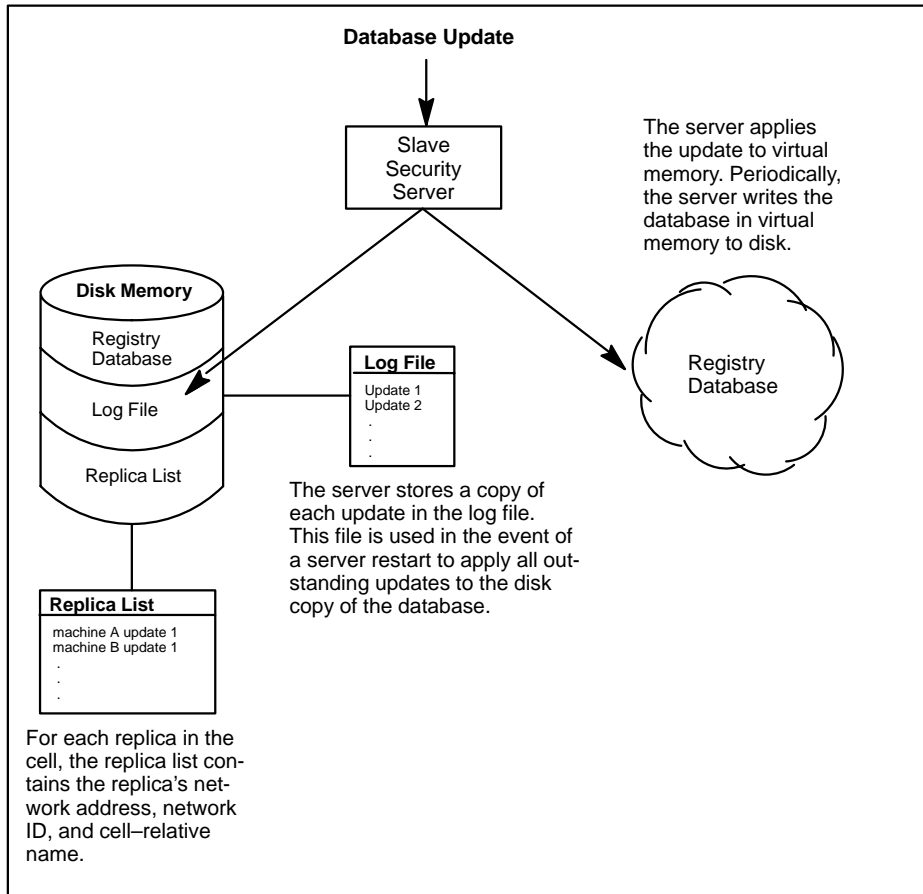 Database Update
Slave
Security
Server
The server applies
the update to virtual
memory. Periodically,
the server writes the
database in virtual
memory to disk.
Disk Memory
Registry
Database
Log File
Replica List
Log File
Update 1
Update 2
.
.
.
Registry
Database
The server stores a copy of
each update in the log file.
This file is used in the event of
a server restart to apply all out-
standing updates to the disk
copy of the database.
Replica List
machine A update 1
machine B update 1
.
.
.
For each replica in the
cell, the replica list con-
tains the replica’s net-
work address, network
ID, and cell–relative
name.